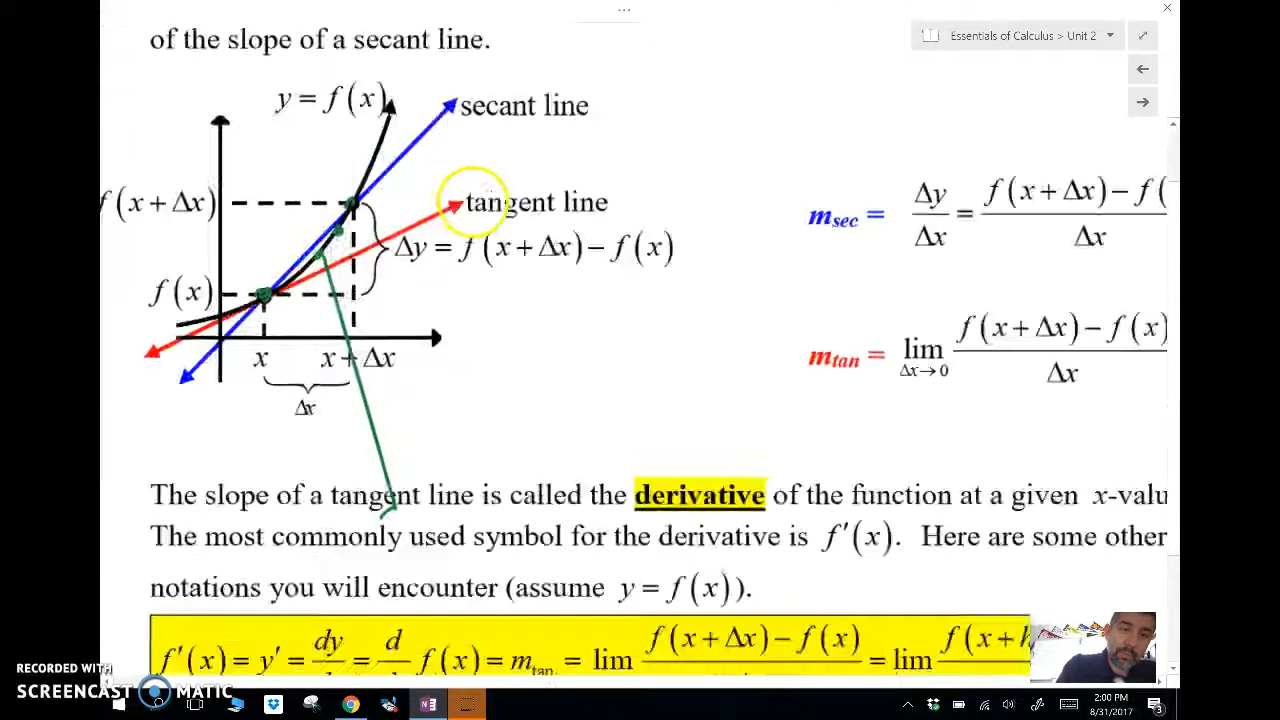 of the slope of a secant line.
Essentials of Calculus > Unit 2
y = f(x)
secant line
f(x + Δx)
tangent line
Δy = f(x + Δx) − f(x)
f(x)
x
x + Δx
Δx
m_sec = Δy/Δx = f(x + Δx) − f( / Δx
m_tan = lim Δx→0 f(x + Δx) − f(x) / Δx
The slope of a tangent line is called the derivative of the function at a given x-valu
The most commonly used symbol for the derivative is f′(x). Here are some other
notations you will encounter (assume y = f(x)).
f′(x) = y′ = dy = d f(x) = m_tan = lim f(x + Δx) − f(x) = lim f(x + h
RECORDED WITH
SCREENCAST MATIC
2:00 PM
8/31/2017